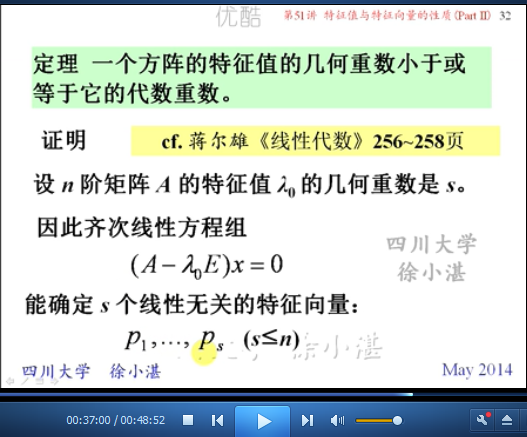 优酷 第51讲 特征值与特征向量的性质(Part II) 32
定理 一个方阵的特征值的几何重数小于或
等于它的代数重数。
证明 cf. 蒋尔雄《线性代数》256~258页
设 n 阶矩阵 A 的特征值 λ₀ 的几何重数是 s。
因此齐次线性方程组
(A − λ₀E)x = 0
四川大学
徐小湛
能确定 s 个线性无关的特征向量：
p₁,…, pₛ (s≤n)
徐小湛
四川大学 徐小湛 May 2014
00:37:00 / 00:48:52